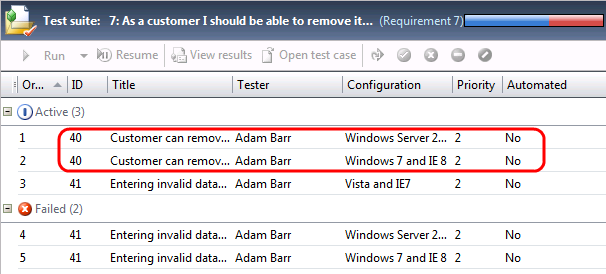 Test suite: 7: As a customer I should be able to remove it... (Requirement 7)
Run Resume View results Open test case
Or... ID Title Tester Configuration Priority Automated
Active (3)
1 40 Customer can remov... Adam Barr Windows Server 2... 2 No
2 40 Customer can remov... Adam Barr Windows 7 and IE 8 2 No
3 41 Entering invalid data... Adam Barr Vista and IE7 2 No
Failed (2)
4 41 Entering invalid data... Adam Barr Windows Server 2... 2 No
5 41 Entering invalid data... Adam Barr Windows 7 and IE 8 2 No